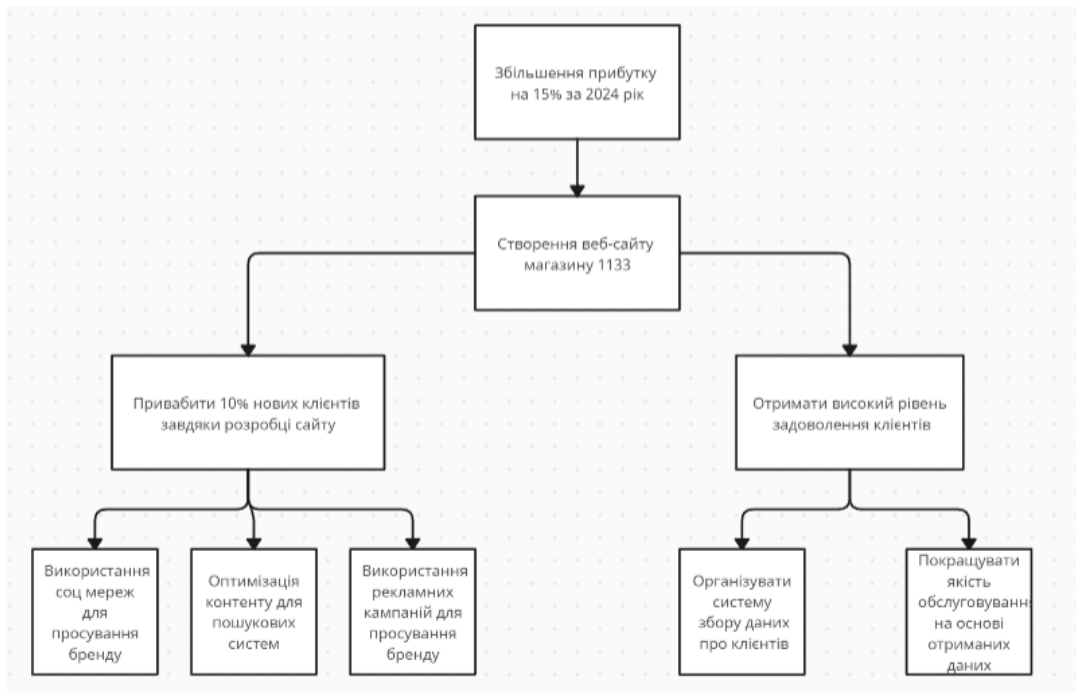 Збільшення прибутку
на 15% за 2024 рік
Створення веб-сайту
магазину 1133
Привабити 10% нових клієнтів
завдяки розробці сайту
Отримати високий рівень
задоволення клієнтів
Використання
соц мереж
для
просування
бренду
Оптимізація
контенту для
пошукових
систем
Використання
рекламних
кампаній для
просування
бренду
Організувати
систему
збору даних
про клієнтів
Покращувати
якість
обслуговуванн
на основі
отриманих
даних